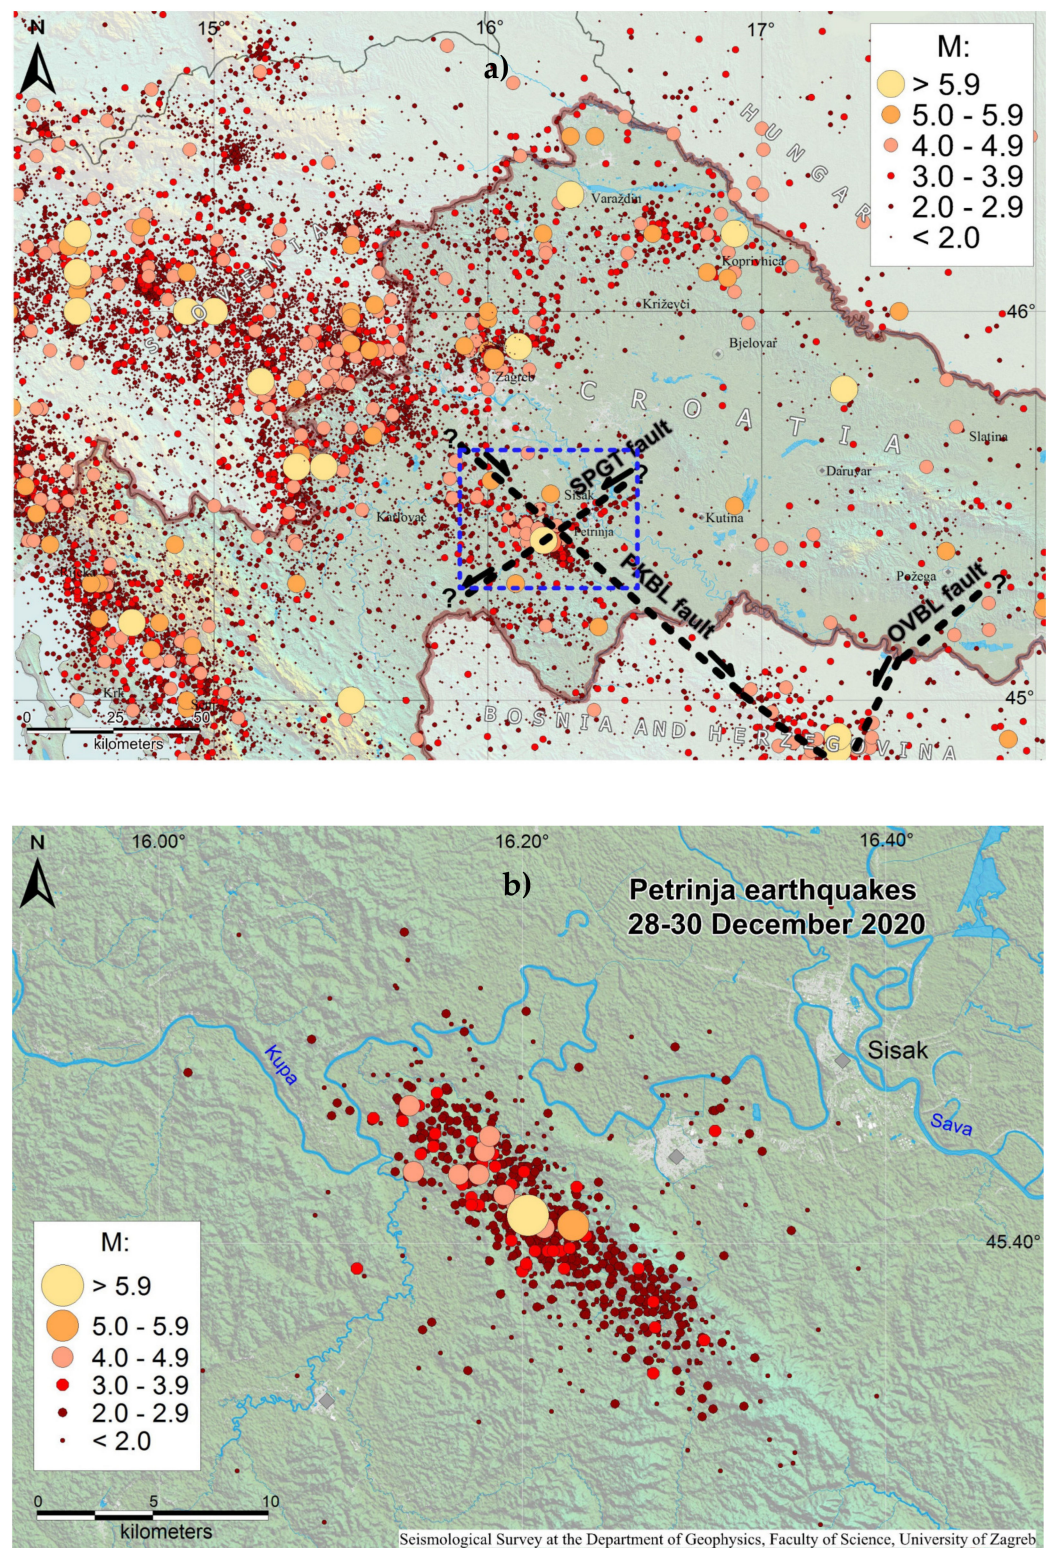 N
15°
16°
17°
a)
M:
> 5.9
5.0 - 5.9
4.0 - 4.9
3.0 - 3.9
2.0 - 2.9
< 2.0
HUNGAR
Varaždin
SLOVENIA
Koprivnica
Križevci
46°
Bjelovar
Zagreb
CROATIA
Slatina
?
SPGT fault
?
Daruvar
Sisak
Karlovac
Kutina
Petrinja
PKBL fault
Požega
OVBL fault
?
?
Krk
45°
0 25 50
kilometers
BOSNIA AND HERZEGOVINA
N
16.00°
16.20°
16.40°
b)
Petrinja earthquakes
28-30 December 2020
Kupa
Sisak
Sava
45.40°
M:
> 5.9
5.0 - 5.9
4.0 - 4.9
3.0 - 3.9
2.0 - 2.9
< 2.0
0 5 10
kilometers
Seismological Survey at the Department of Geophysics, Faculty of Science, University of Zagreb